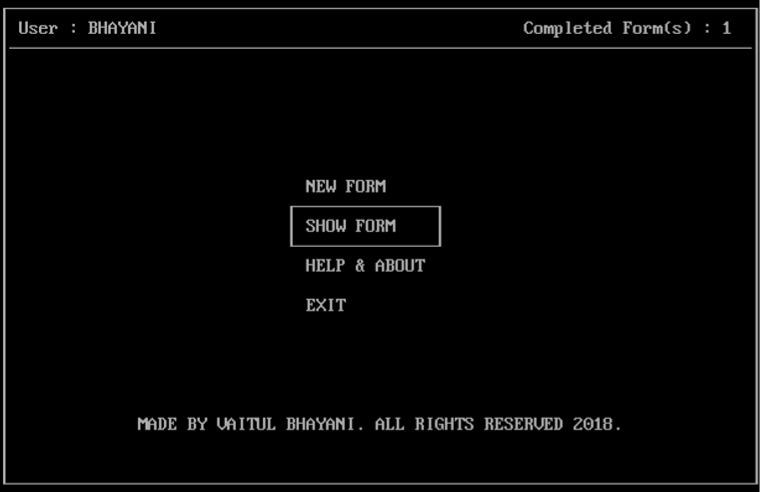 User : BHAYANI Completed Form(s) : 1
NEW FORM
SHOW FORM
HELP & ABOUT
EXIT
MADE BY VAITUL BHAYANI. ALL RIGHTS RESERVED 2018.